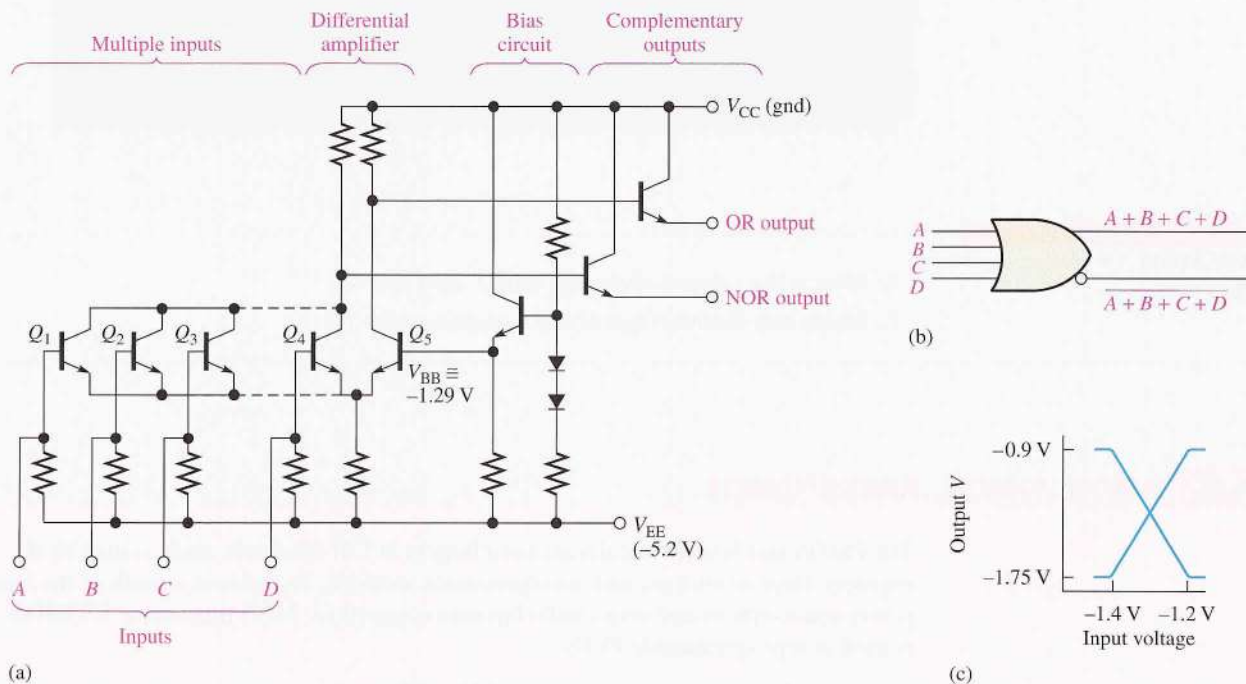 Multiple inputs
Differential
amplifier
Bias
circuit
Complementary
outputs
V_CC (gnd)
OR output
NOR output
Q_1
Q_2
Q_3
Q_4
Q_5
V_BB ≡
−1.29 V
V_EE
(−5.2 V)
A
B
C
D
Inputs
(a)
A
B
C
D
A + B + C + D
\overline{A + B + C + D}
(b)
Output V
−0.9 V
−1.75 V
−1.4 V
−1.2 V
Input voltage
(c)